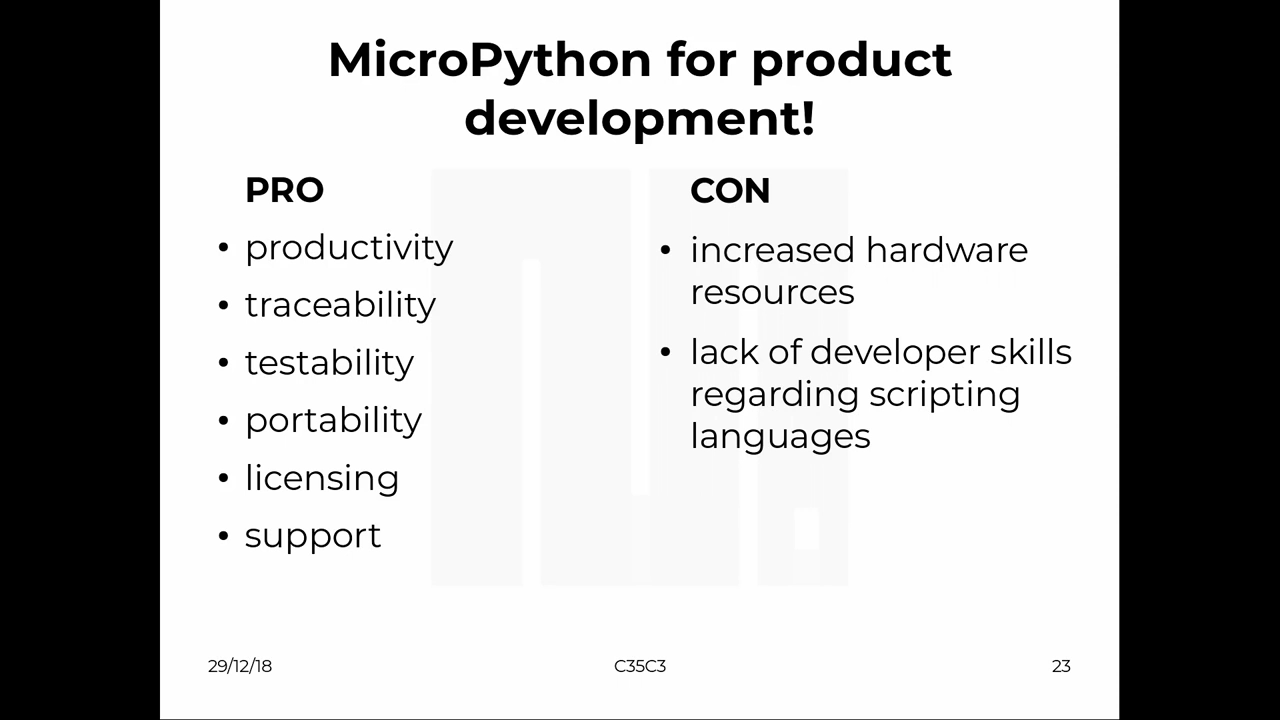 MicroPython for product
development!
PRO
• productivity
• traceability
• testability
• portability
• licensing
• support
CON
• increased hardware
resources
• lack of developer skills
regarding scripting
languages
29/12/18
C35C3
23